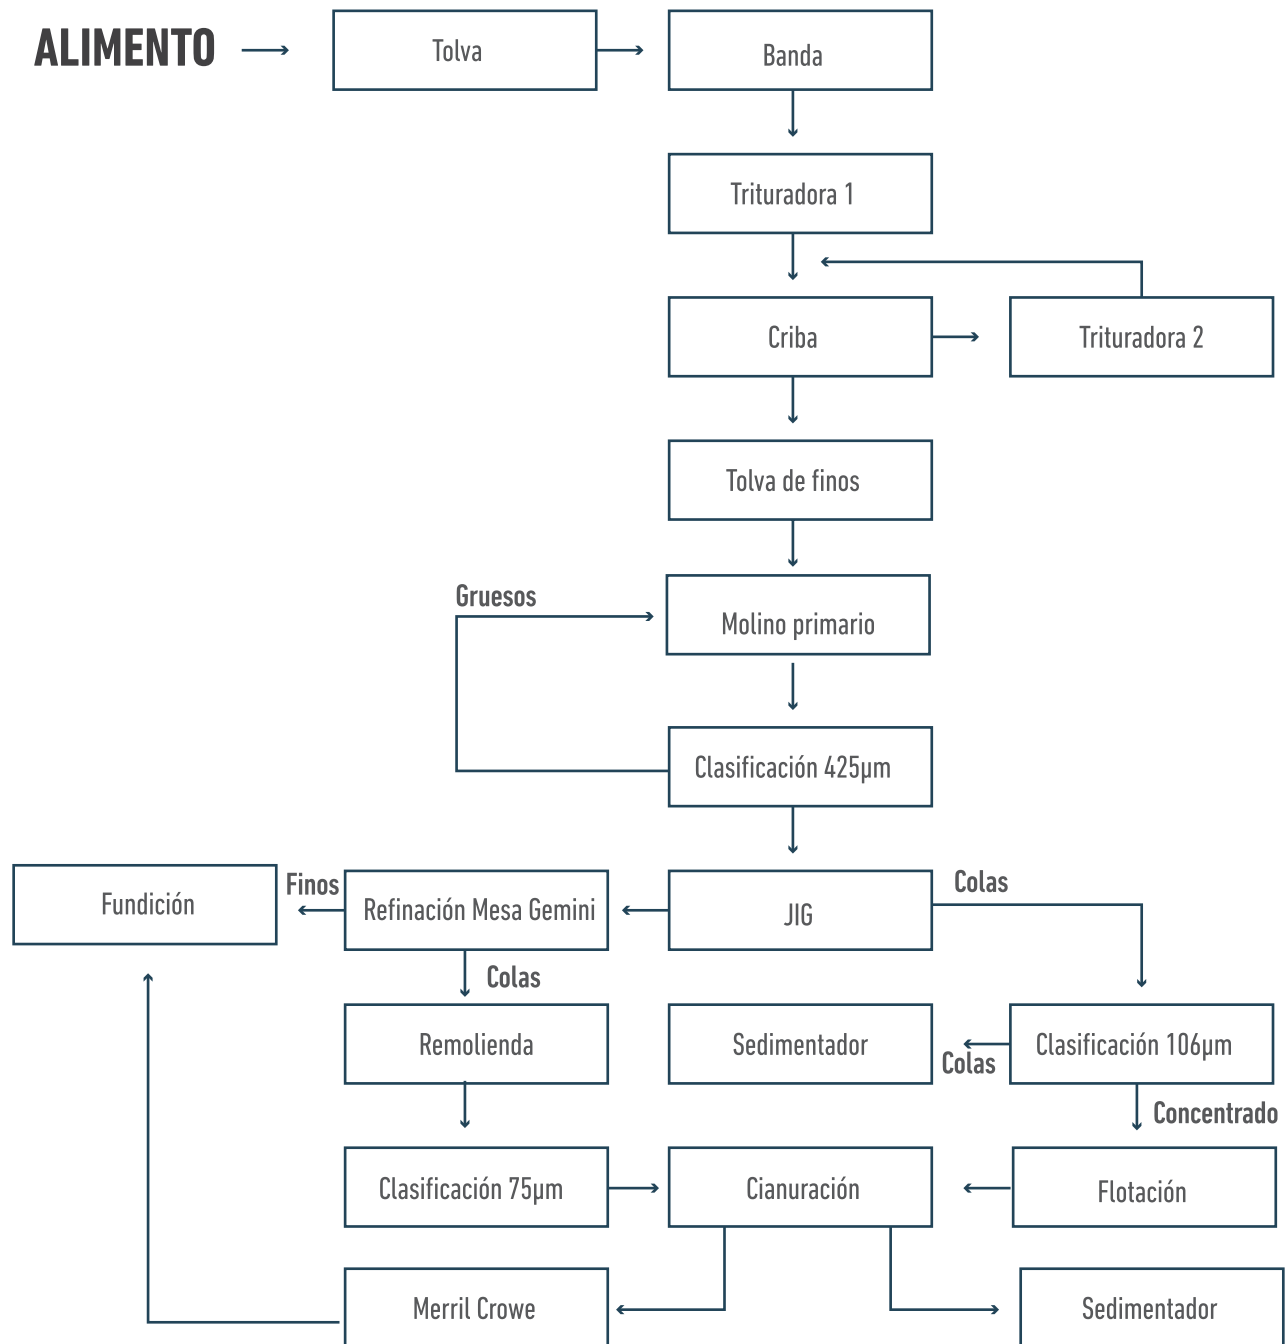 ALIMENTO
Tolva
Banda
Trituradora 1
Criba
Trituradora 2
Tolva de finos
Gruesos
Molino primario
Clasificación 425µm
Fundición
Finos
Refinación Mesa Gemini
JIG
Colas
Colas
Remolienda
Sedimentador
Colas
Clasificación 106µm
Concentrado
Clasificación 75µm
Cianuración
Flotación
Merril Crowe
Sedimentador